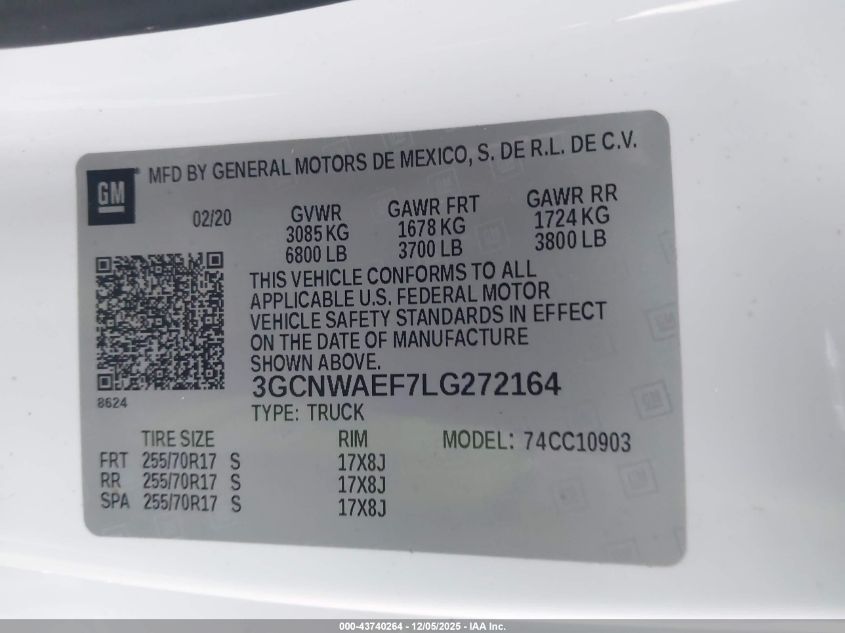 GM
MFD BY GENERAL MOTORS DE MEXICO, S. DE R.L. DE C.V.
02/20
GVWR GAWR FRT GAWR RR
3085 KG 1678 KG 1724 KG
6800 LB 3700 LB 3800 LB
THIS VEHICLE CONFORMS TO ALL
APPLICABLE U.S. FEDERAL MOTOR
VEHICLE SAFETY STANDARDS IN EFFECT
ON THE DATE OF MANUFACTURE
SHOWN ABOVE.
3GCNWAEF7LG272164
8624
TYPE: TRUCK
TIRE SIZE RIM MODEL: 74CC10903
FRT 255/70R17 S 17X8J
RR 255/70R17 S 17X8J
SPA 255/70R17 S 17X8J
000-43740264 - 12/05/2025 - IAA Inc.